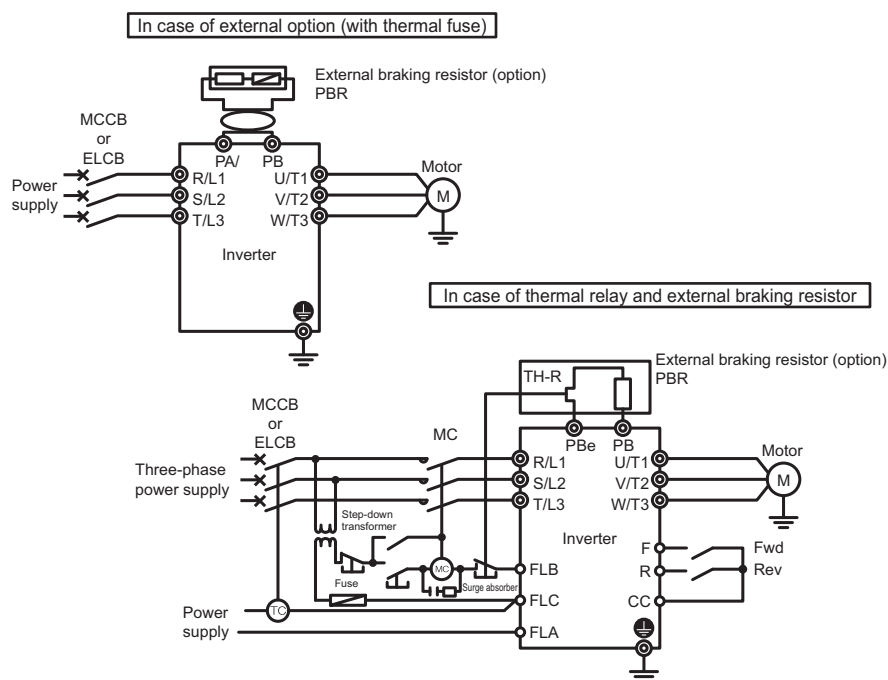 In case of external option (with thermal fuse)
External braking resistor (option)
PBR
MCCB
or
ELCB
PA/
PB
Power
supply
R/L1
S/L2
T/L3
U/T1
V/T2
W/T3
Motor
M
Inverter
In case of thermal relay and external braking resistor
TH-R
External braking resistor (option)
PBR
MCCB
or
ELCB
MC
PBe
PB
Three-phase
power supply
R/L1
S/L2
T/L3
U/T1
V/T2
W/T3
Motor
M
Step-down
transformer
Inverter
F
Fwd
R
Rev
CC
MC
FLB
Fuse
Surge absorber
FLC
Power
supply
TC
FLA